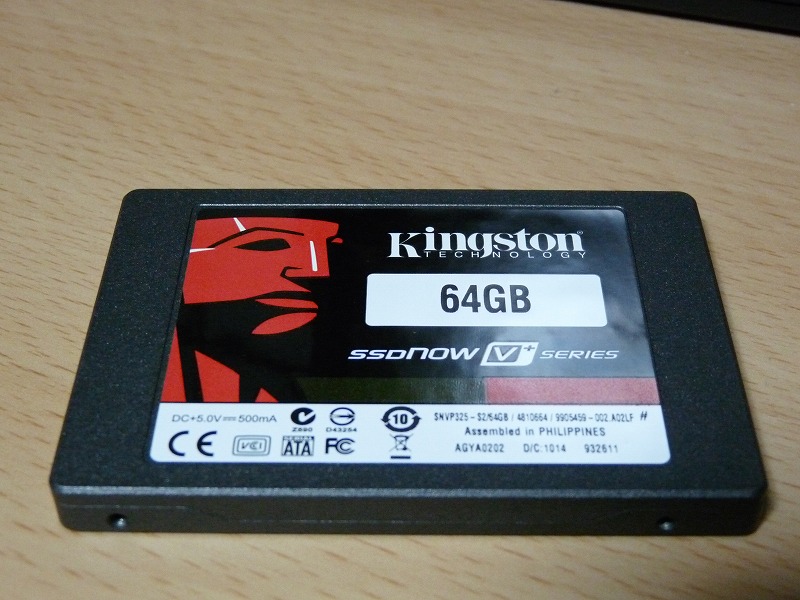 Kingston
TECHNOLOGY
64GB
SSDNOW V+ SERIES
DC+5.0V 500mA
Z690
D43254
10
SNVP325-S2/64GB / 4810664 / 9905459-002.A02LF #
Assembled in PHILIPPINES
AGYA0202 D/C:1014 932611
CE
VCI
SERIAL
ATA
FC